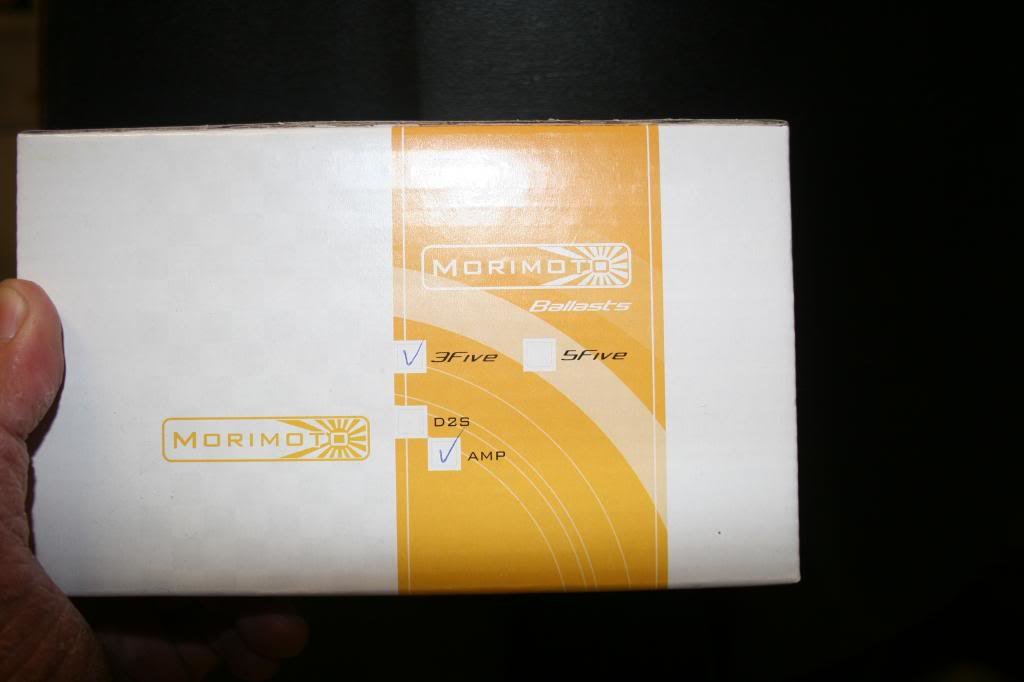 MORIMOTO
Ballasts
3Five 5Five
D2S
AMP
MORIMOTO